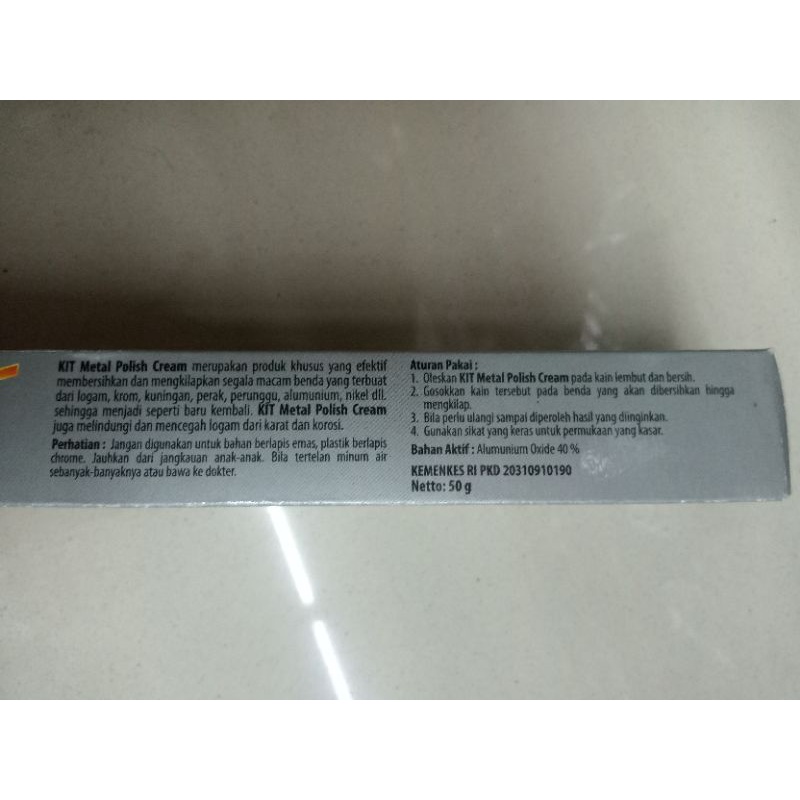 KIT Metal Polish Cream merupakan produk khusus yang efektif
membersihkan dan mengkilapkan segala macam benda yang terbuat
dari logam, krom, kuningan, perak, perunggu, alumunium, nikel dll.
sehingga menjadi seperti baru kembali. KIT Metal Polish Cream
juga melindungi dan mencegah logam dari karat dan korosi.
Perhatian : Jangan digunakan untuk bahan berlapis emas, plastik berlapis
chrome. Jauhkan dari jangkauan anak-anak. Bila tertelan minum air
sebanyak-banyaknya atau bawa ke dokter.
Aturan Pakai :
1. Oleskan KIT Metal Polish Cream pada kain lembut dan bersih.
2. Gosokkan kain tersebut pada benda yang akan dibersihkan hingga
mengkilap.
3. Bila perlu ulangi sampai diperoleh hasil yang diinginkan.
4. Gunakan sikat yang keras untuk permukaan yang kasar.
Bahan Aktif : Alumunium Oxide 40 %
KEMENKES RI PKD 20310910190
Netto: 50 g